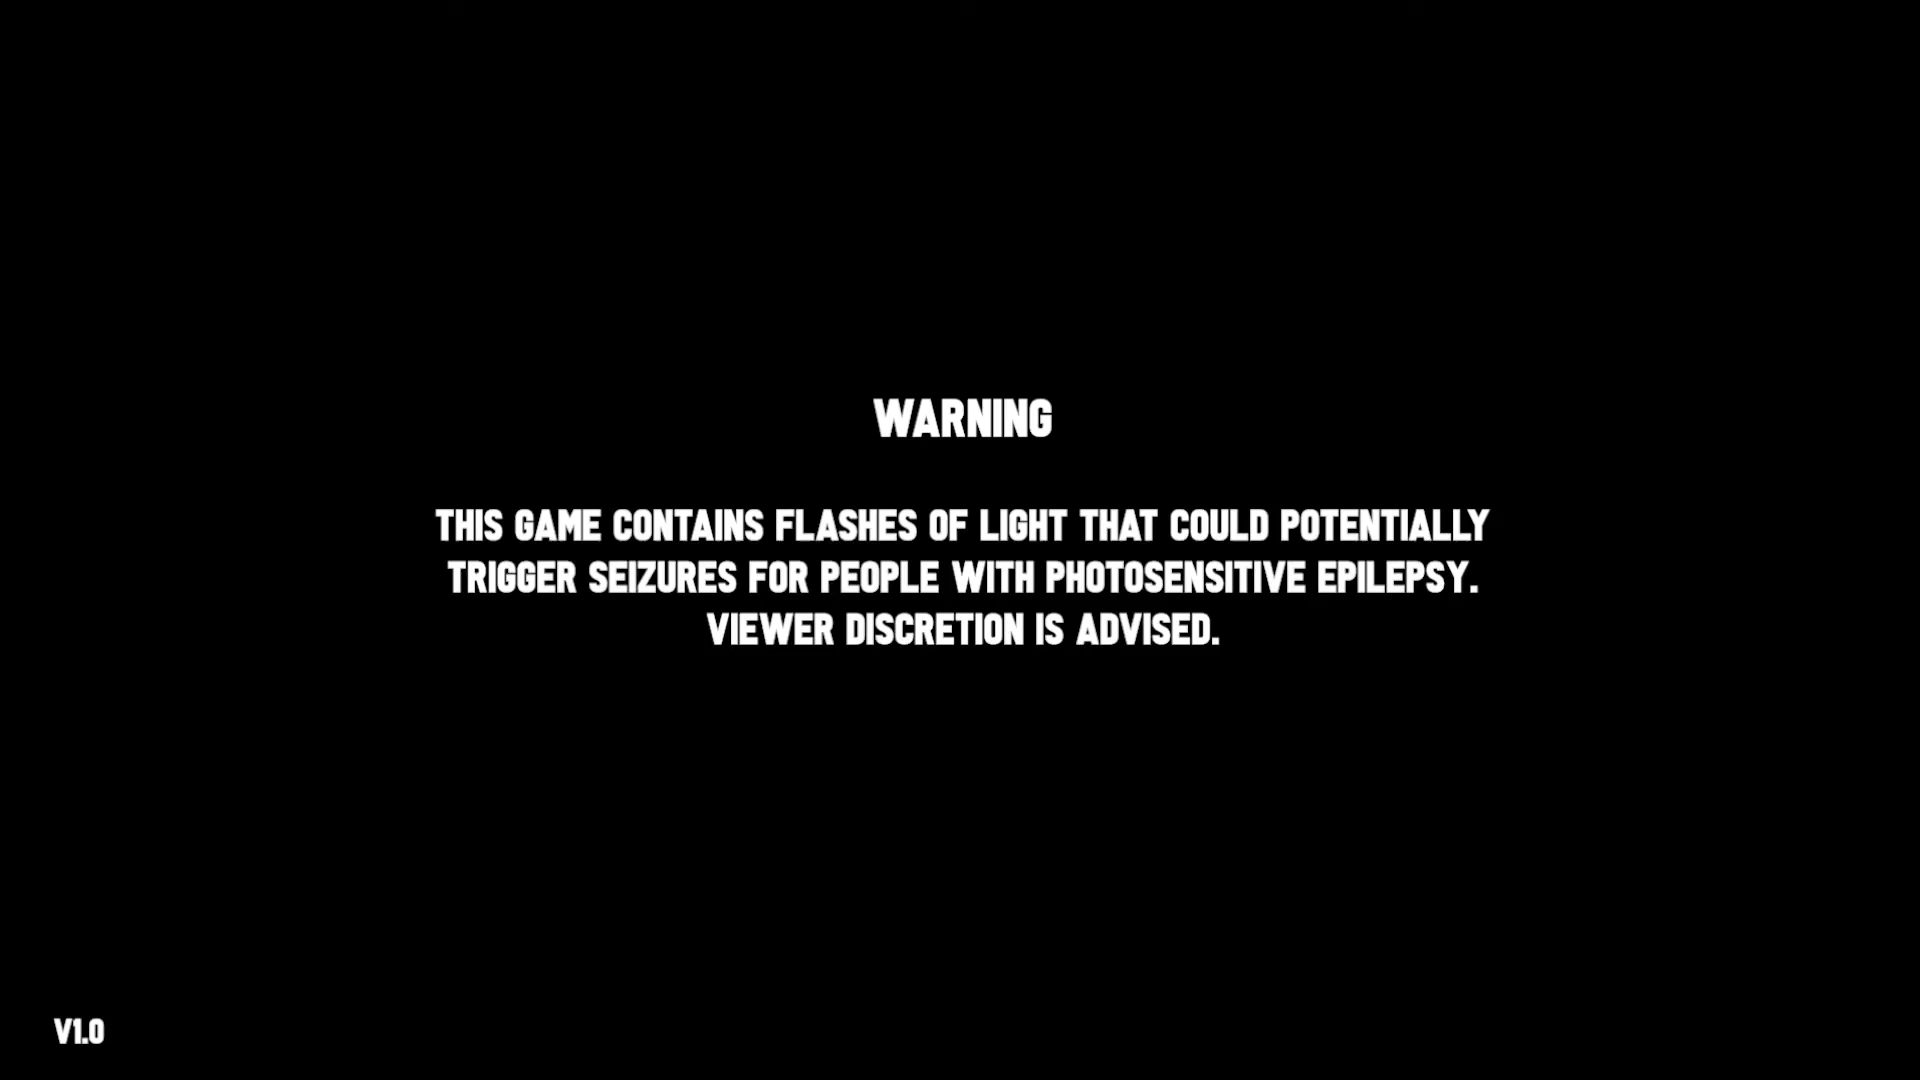 WARNING
THIS GAME CONTAINS FLASHES OF LIGHT THAT COULD POTENTIALLY
TRIGGER SEIZURES FOR PEOPLE WITH PHOTOSENSITIVE EPILEPSY.
VIEWER DISCRETION IS ADVISED.
V1.0